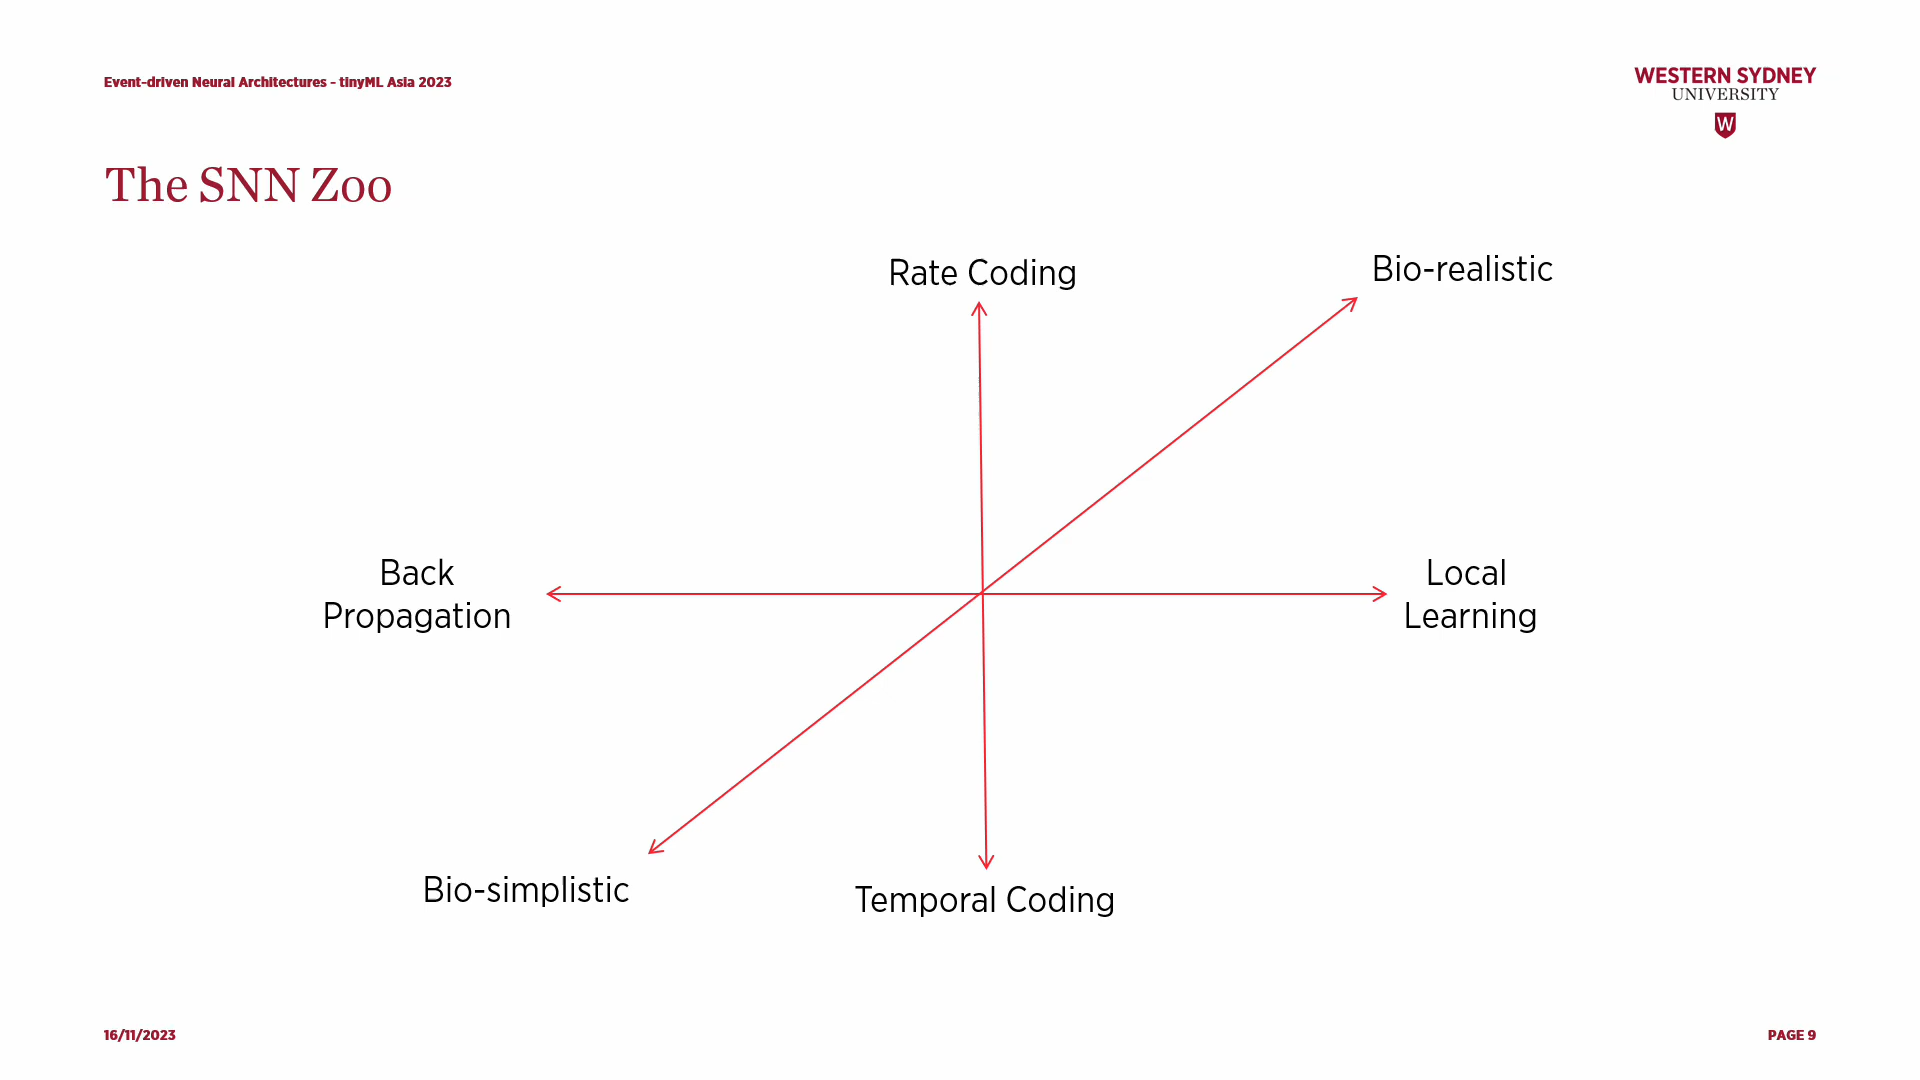 Event-driven Neural Architectures - tinyML Asia 2023
WESTERN SYDNEY
UNIVERSITY
W
The SNN Zoo
Rate Coding
Bio-realistic
Back
Propagation
Local
Learning
Bio-simplistic
Temporal Coding
16/11/2023
PAGE 9